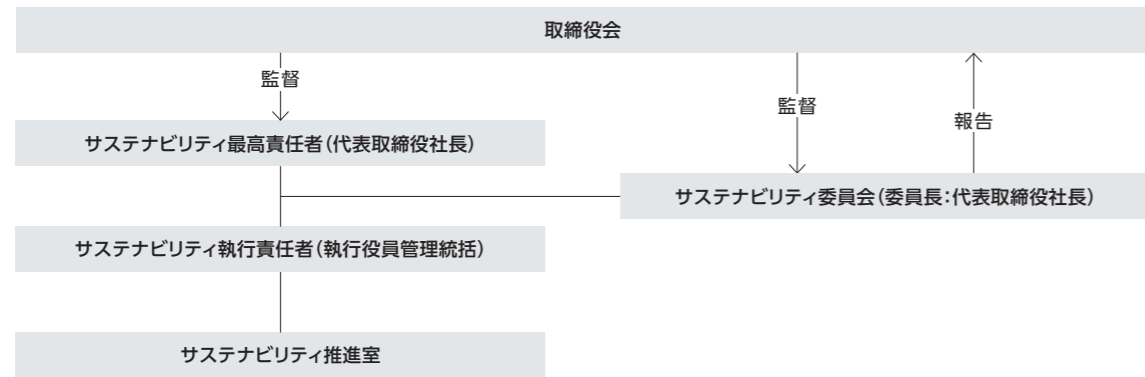 取締役会
監督
監督
報告
サステナビリティ最高責任者(代表取締役社長)
サステナビリティ委員会(委員長:代表取締役社長)
サステナビリティ執行責任者(執行役員管理統括)
サステナビリティ推進室